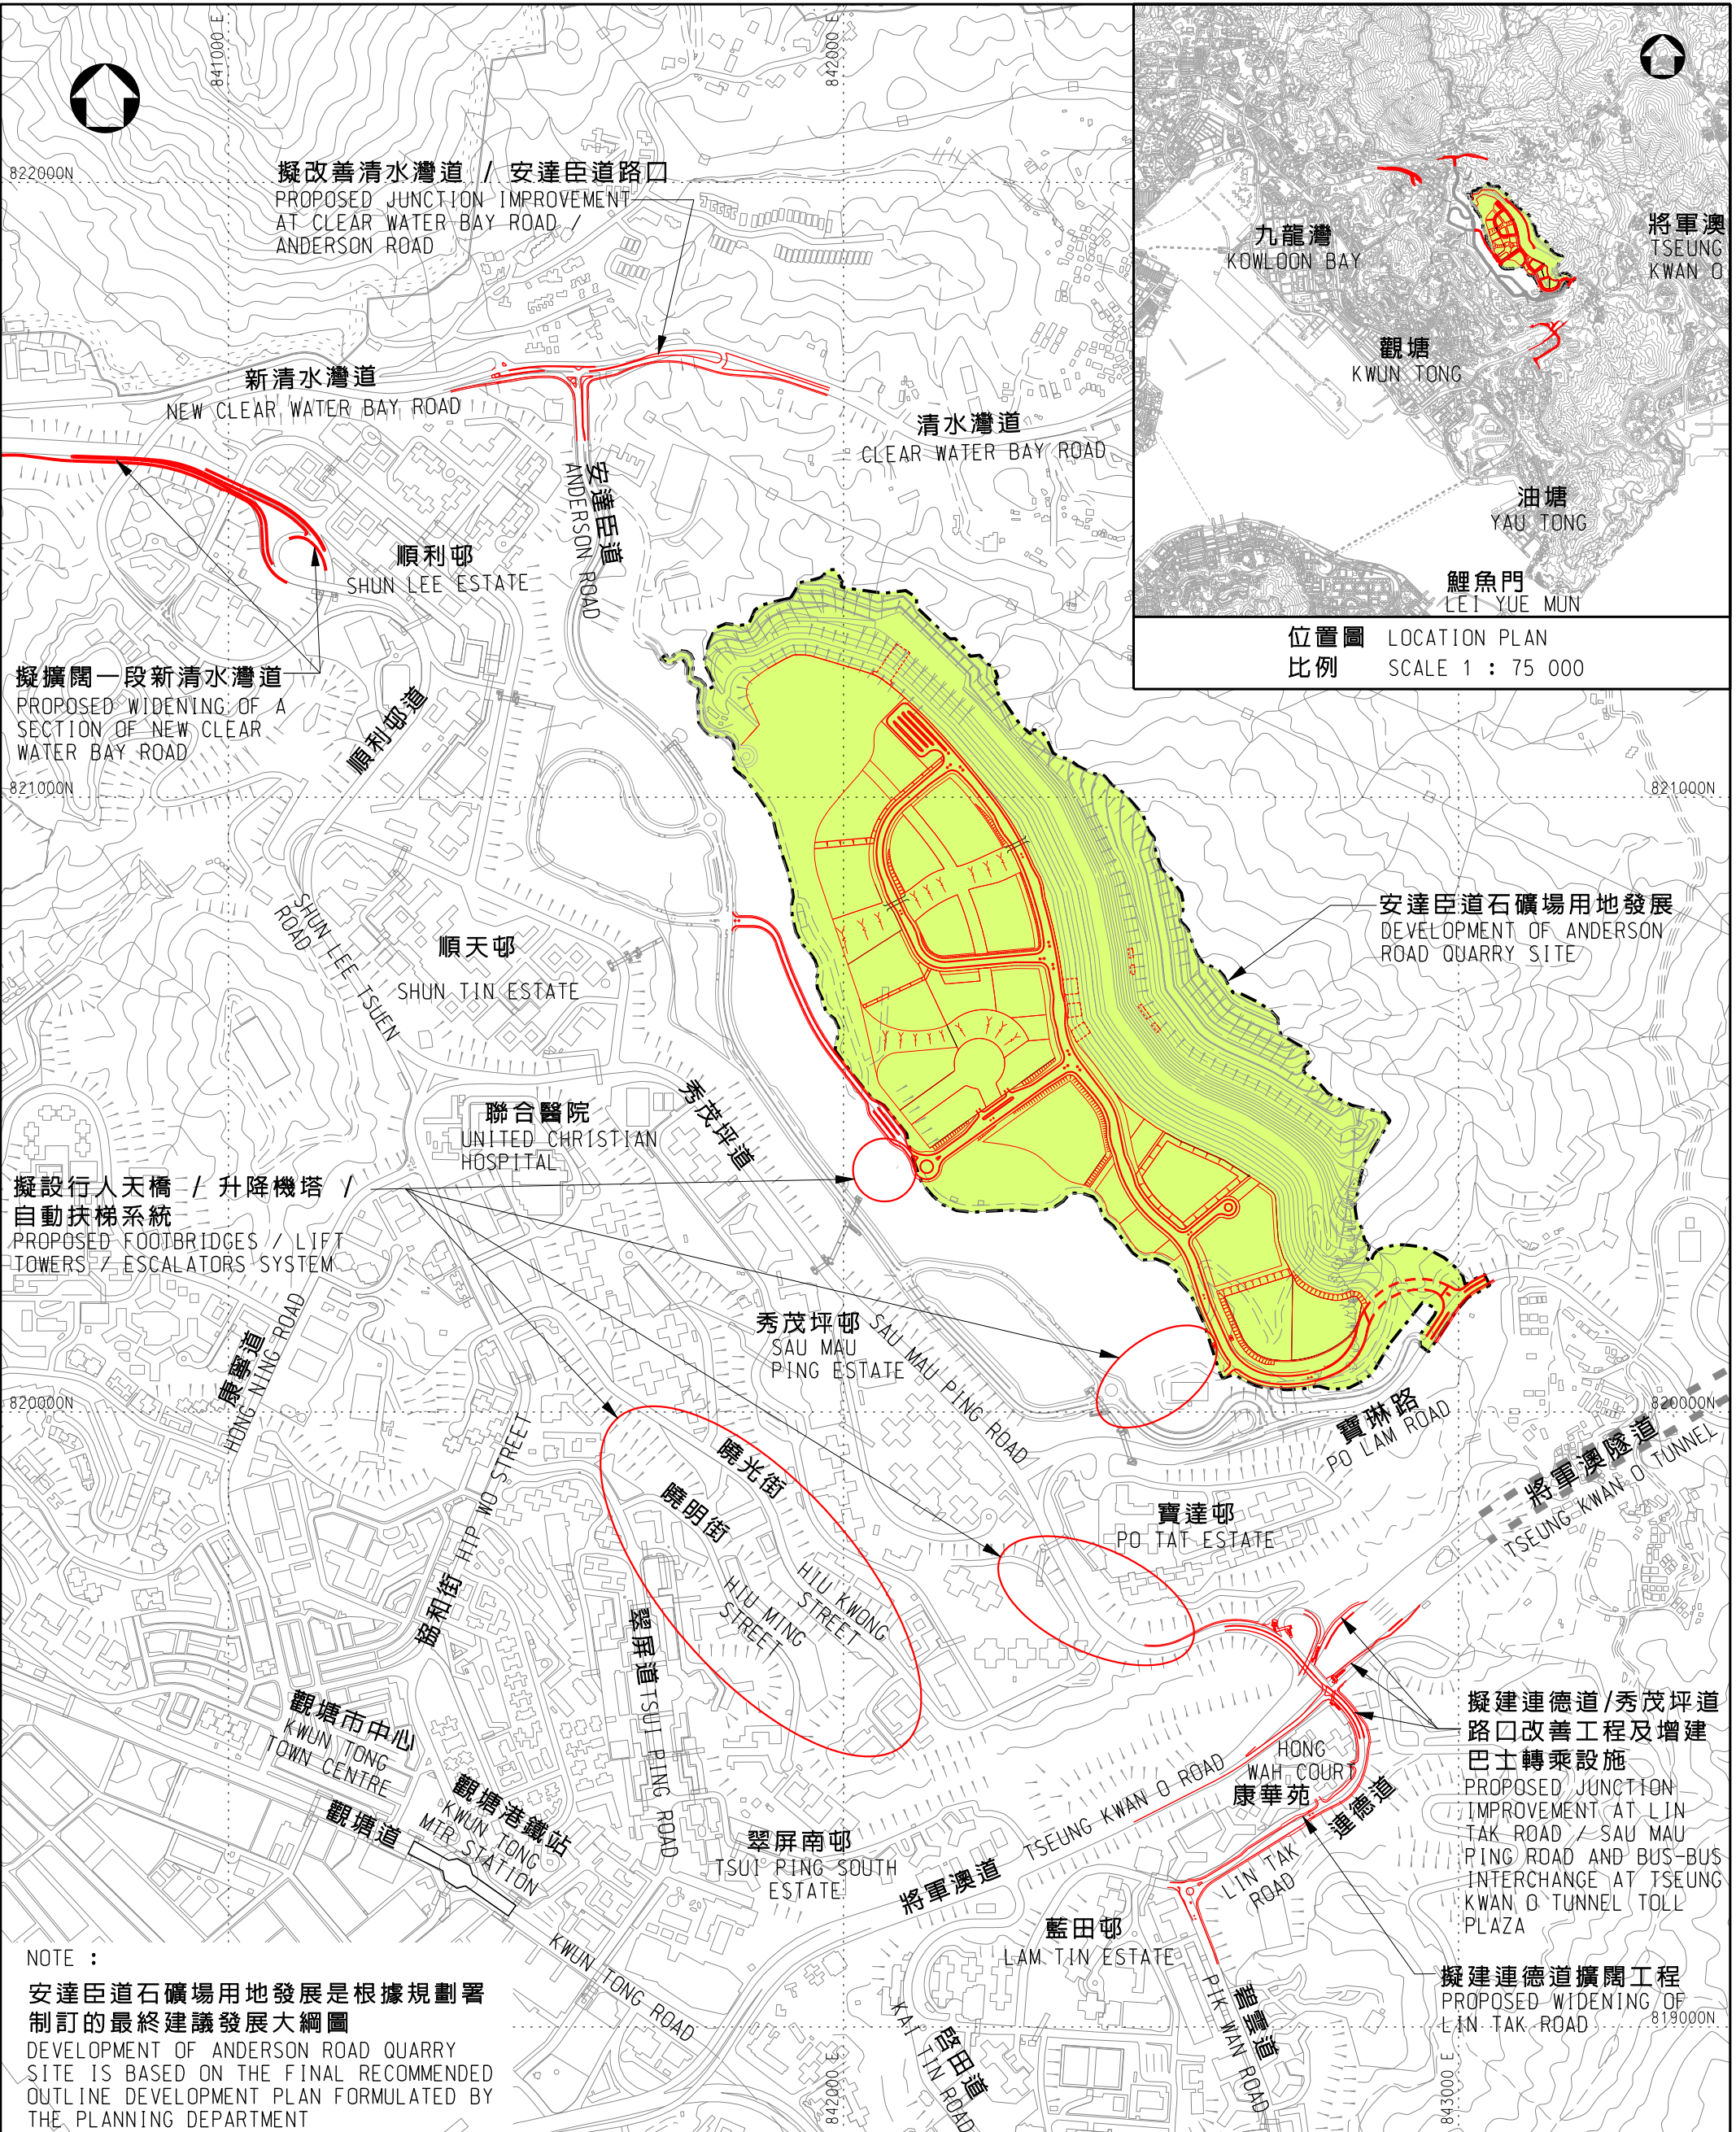 841000 E
842000 E
822000N
擬改善清水灣道 / 安達臣道路口
PROPOSED JUNCTION IMPROVEMENT
AT CLEAR WATER BAY ROAD /
ANDERSON ROAD
九龍灣
KOWLOON BAY
將軍澳
TSEUNG
KWAN O
觀塘
KWUN TONG
油塘
YAU TONG
鯉魚門
LEI YUE MUN
位置圖 LOCATION PLAN
比例 SCALE 1 : 75 000
新清水灣道
NEW CLEAR WATER BAY ROAD
清水灣道
CLEAR WATER BAY ROAD
安達臣道
ANDERSON ROAD
順利邨
SHUN LEE ESTATE
擬擴闊一段新清水灣道
PROPOSED WIDENING OF A
SECTION OF NEW CLEAR
WATER BAY ROAD
順利邨道
821000N
821000N
SHUN LEE TSUEN
ROAD
順天邨
SHUN TIN ESTATE
安達臣道石礦場用地發展
DEVELOPMENT OF ANDERSON
ROAD QUARRY SITE
聯合醫院
UNITED CHRISTIAN
HOSPITAL
秀茂坪道
擬設行人天橋 / 升降機塔 /
自動扶梯系統
PROPOSED FOOTBRIDGES / LIFT
TOWERS / ESCALATORS SYSTEM
康寧道
HONG NING ROAD
秀茂坪邨
SAU MAU
PING ESTATE
SAU MAU PING ROAD
820000N
820000N
寶琳路
PO LAM ROAD
將軍澳隧道
TSEUNG KWAN O TUNNEL
曉光街
曉明街
HIU KWONG
STREET
HIU MING
STREET
協和街 HIP WO STREET
翠屏道 TSUI PING ROAD
寶達邨
PO TAT ESTATE
觀塘市中心
KWUN TONG
TOWN CENTRE
觀塘港鐵站
KWUN TONG
MTR STATION
觀塘道
KWUN TONG ROAD
翠屏南邨
TSUI PING SOUTH
ESTATE
將軍澳道
TSEUNG KWAN O ROAD
HONG
WAH COURT
康華苑
連德道
LIN TAK
ROAD
擬建連德道/秀茂坪道
路口改善工程及增建
巴士轉乘設施
PROPOSED JUNCTION
IMPROVEMENT AT LIN
TAK ROAD / SAU MAU
PING ROAD AND BUS-BUS
INTERCHANGE AT TSEUNG
KWAN O TUNNEL TOLL
PLAZA
藍田邨
LAM TIN ESTATE
啓田道
KAI TIN ROAD
碧雲道
PIK WAN ROAD
擬建連德道擴闊工程
PROPOSED WIDENING OF
LIN TAK ROAD
819000N
842000 E
843000 E
NOTE :
安達臣道石礦場用地發展是根據規劃署
制訂的最終建議發展大綱圖
DEVELOPMENT OF ANDERSON ROAD QUARRY
SITE IS BASED ON THE FINAL RECOMMENDED
OUTLINE DEVELOPMENT PLAN FORMULATED BY
THE PLANNING DEPARTMENT